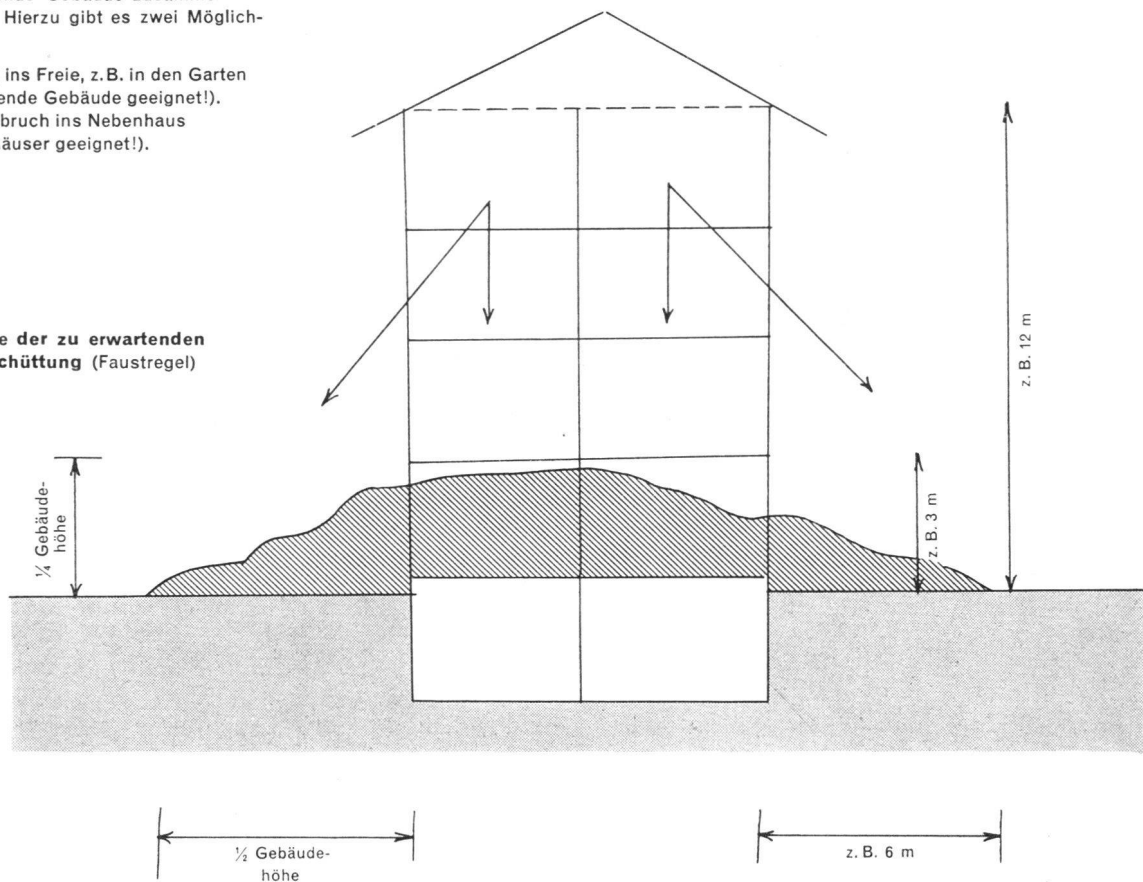 Hierzu gibt es zwei Möglich-
ins Freie, z.B. in den Garten
ende Gebäude geeignet!).
bruch ins Nebenhaus
äuser geeignet!).
e der zu erwartenden
chüttung (Faustregel)
z. B. 12 m
¼ Gebäude-
höhe
z. B. 3 m
½ Gebäude-
höhe
z. B. 6 m